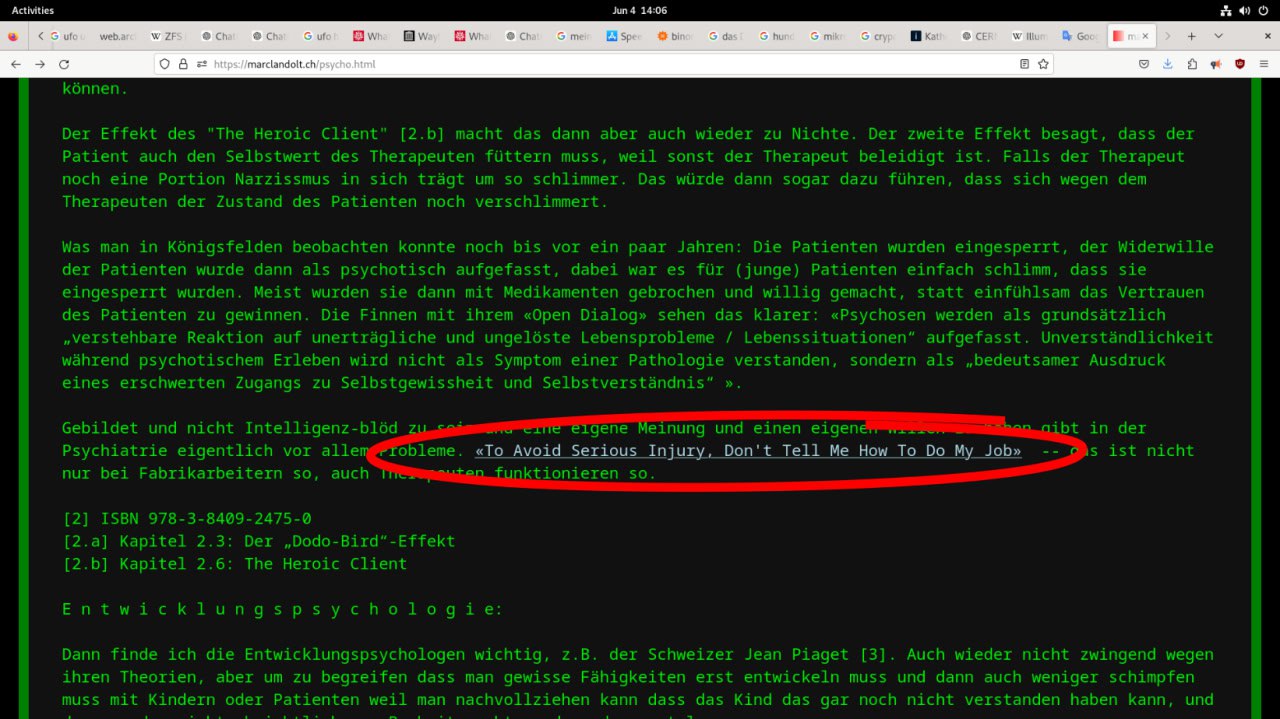 Activities
Jun 4 14:06
ufo u
web.arc
ZFS
Chat
Chat
ufo b
Wha
Way
Wha
Chat
mein
Spee
binor
das
hund
mikr
cryp
Kath
CERN
Illum
Goog
ma
https://marclandolt.ch/psycho.html
können.
Der Effekt des "The Heroic Client" [2.b] macht das dann aber auch wieder zu Nichte. Der zweite Effekt besagt, dass der
Patient auch den Selbstwert des Therapeuten füttern muss, weil sonst der Therapeut beleidigt ist. Falls der Therapeut
noch eine Portion Narzissmus in sich trägt um so schlimmer. Das würde dann sogar dazu führen, dass sich wegen dem
Therapeuten der Zustand des Patienten noch verschlimmert.
Was man in Königsfelden beobachten konnte noch bis vor ein paar Jahren: Die Patienten wurden eingesperrt, der Widerwille
der Patienten wurde dann als psychotisch aufgefasst, dabei war es für (junge) Patienten einfach schlimm, dass sie
eingesperrt wurden. Meist wurden sie dann mit Medikamenten gebrochen und willig gemacht, statt einfühlsam das Vertrauen
des Patienten zu gewinnen. Die Finnen mit ihrem «Open Dialog» sehen das klarer: «Psychosen werden als grundsätzlich
„verstehbare Reaktion auf unerträgliche und ungelöste Lebensprobleme / Lebenssituationen“ aufgefasst. Unverständlichkeit
während psychotischem Erleben wird nicht als Symptom einer Pathologie verstanden, sondern als „bedeutsamer Ausdruck
eines erschwerten Zugangs zu Selbstgewissheit und Selbstverständnis“ ».
Gebildet und nicht Intelligenz-blöd zu sein und eine eigene Meinung und einen eigenen willen zu haben gibt in der
Psychiatrie eigentlich vor allem Probleme. «To Avoid Serious Injury, Don't Tell Me How To Do My Job» -- das ist nicht
nur bei Fabrikarbeitern so, auch Therapeuten funktionieren so.
[2] ISBN 978-3-8409-2475-0
[2.a] Kapitel 2.3: Der „Dodo-Bird“-Effekt
[2.b] Kapitel 2.6: The Heroic Client
E n t w i c k l u n g s p s y c h o l o g i e:
Dann finde ich die Entwicklungspsychologen wichtig, z.B. der Schweizer Jean Piaget [3]. Auch wieder nicht zwingend wegen
ihren Theorien, aber um zu begreifen dass man gewisse Fähigkeiten erst entwickeln muss und dann auch weniger schimpfen
muss mit Kindern oder Patienten weil man nachvollziehen kann dass das Kind das gar noch nicht verstanden haben kann, und